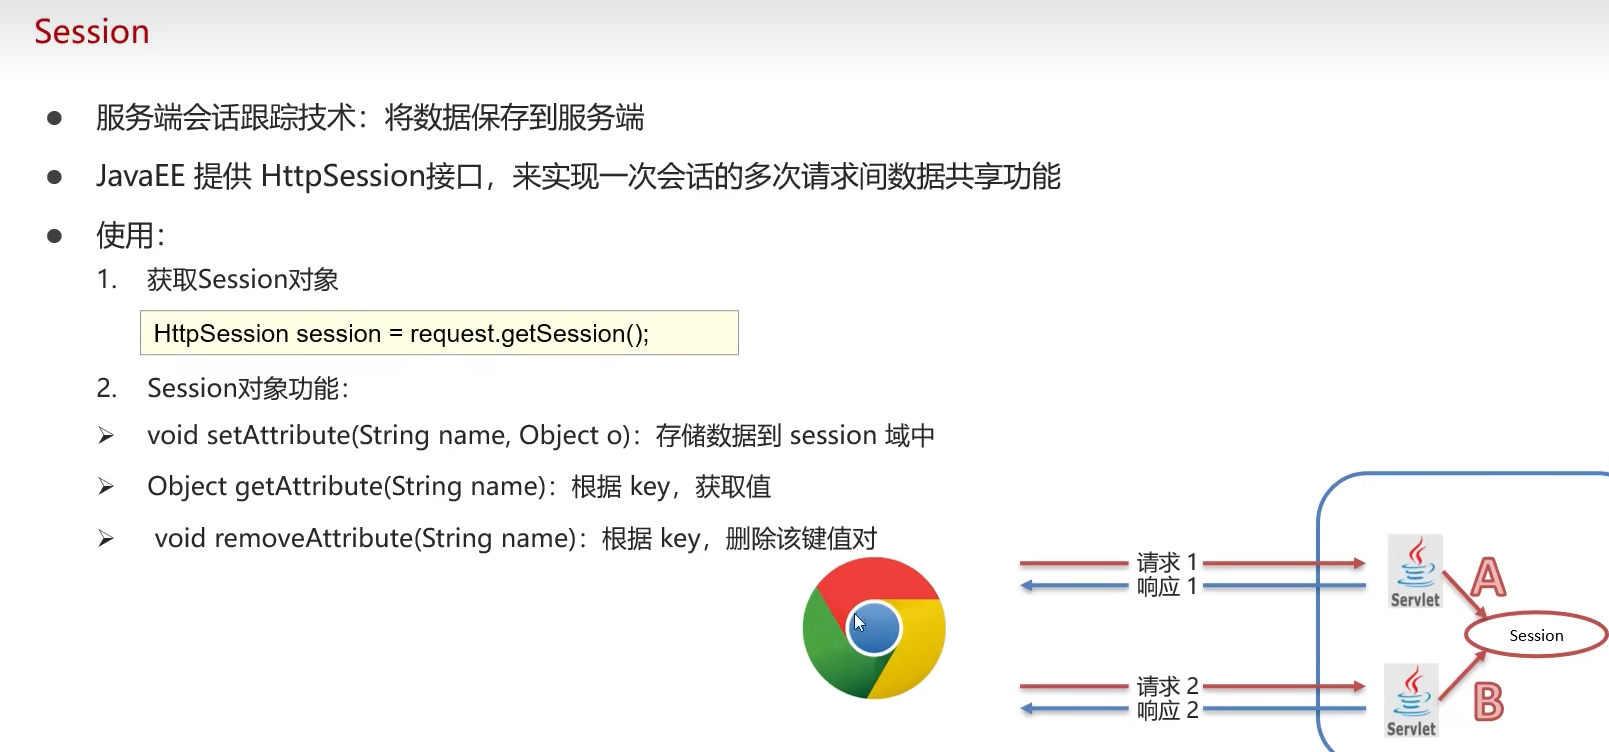 Session
服务端会话跟踪技术：将数据保存到服务端
JavaEE 提供 HttpSession接口，来实现一次会话的多次请求间数据共享功能
使用：
1. 获取Session对象
HttpSession session = request.getSession();
2. Session对象功能：
void setAttribute(String name, Object o)：存储数据到 session 域中
Object getAttribute(String name)：根据 key，获取值
void removeAttribute(String name)：根据 key，删除该键值对
请求 1
响应 1
Servlet
A
Session
请求 2
响应 2
Servlet
B